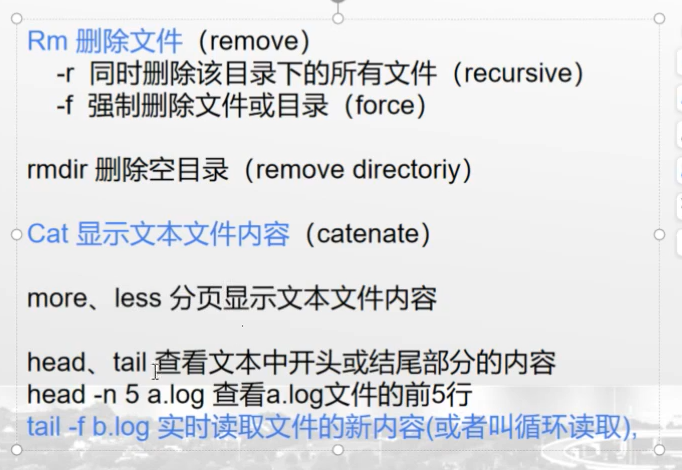 Rm 删除文件（remove）
-r 同时删除该目录下的所有文件（recursive）
-f 强制删除文件或目录（force）
rmdir 删除空目录（remove directoriy）
Cat 显示文本文件内容（catenate）
more、less 分页显示文本文件内容
head、tail 查看文本中开头或结尾部分的内容
head -n 5 a.log 查看a.log文件的前5行
tail -f b.log 实时读取文件的新内容(或者叫循环读取),